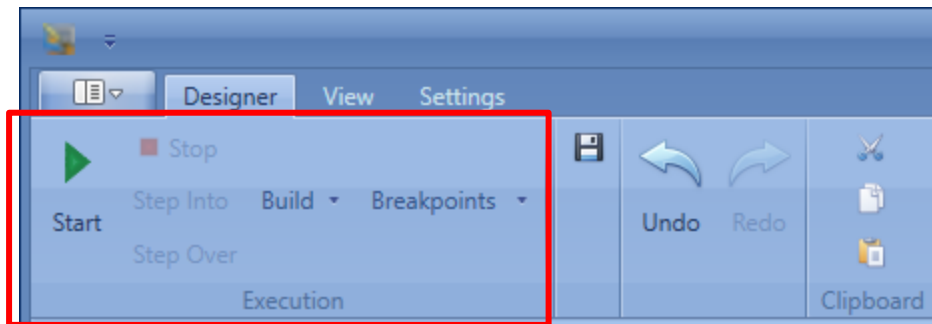 Designer View Settings
Stop
Step Into Build Breakpoints
Start Undo Redo
Step Over
Execution Clipboard